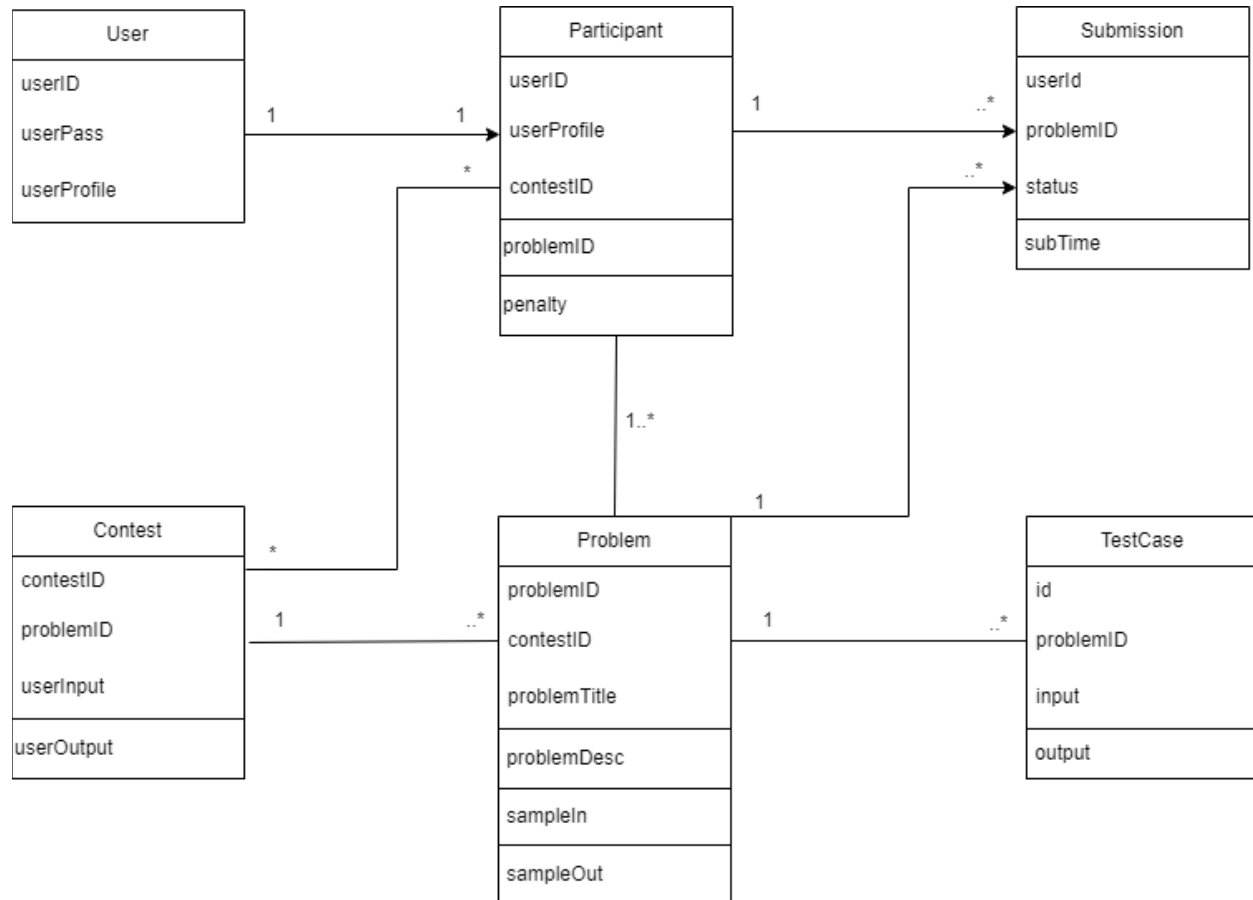 User
userID
userPass
userProfile
1
1
Participant
userID
userProfile
contestID
problemID
penalty
1
..*
Submission
userId
problemID
status
subTime
*
..*
1..*
1
Contest
contestID
problemID
userInput
userOutput
*
1
..*
Problem
problemID
contestID
problemTitle
problemDesc
sampleIn
sampleOut
1
..*
TestCase
id
problemID
input
output